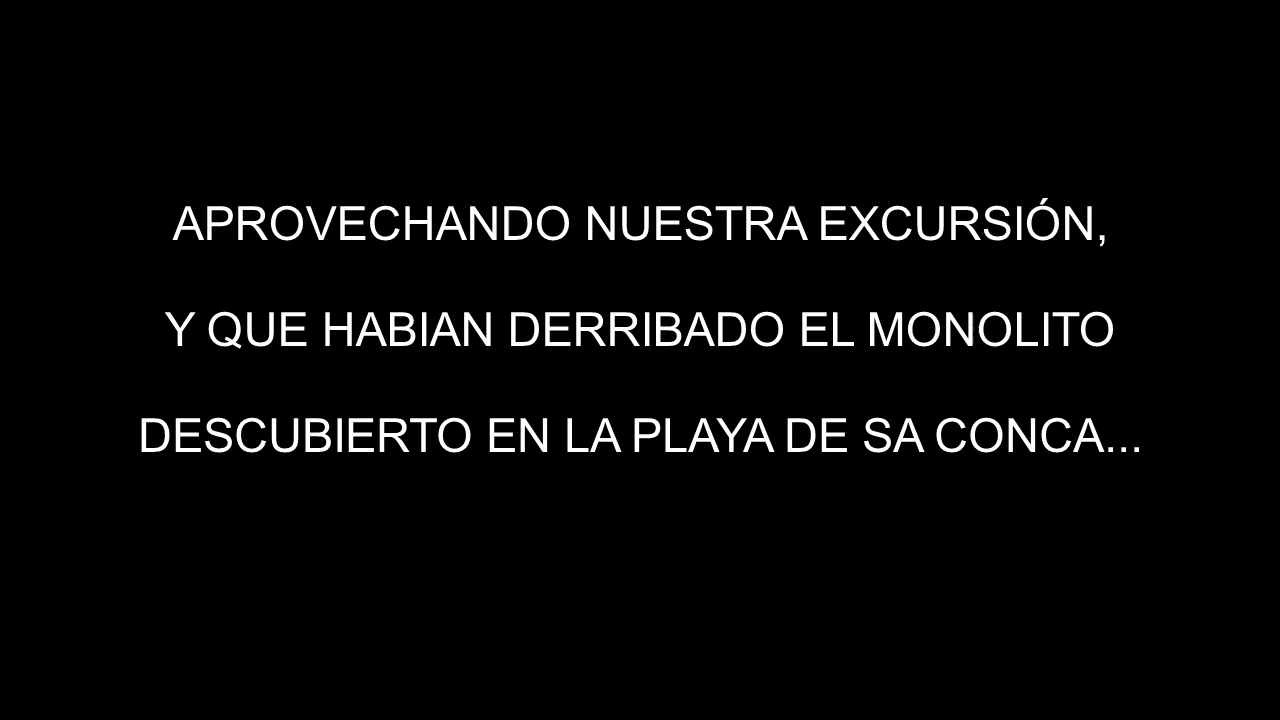 APROVECHANDO NUESTRA EXCURSIÓN,
Y QUE HABIAN DERRIBADO EL MONOLITO
DESCUBIERTO EN LA PLAYA DE SA CONCA...